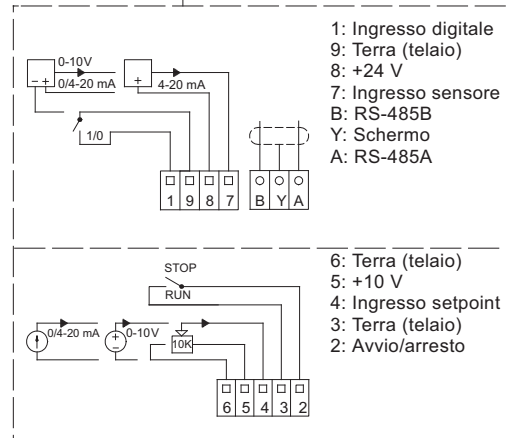 0-10V
0/4-20 mA
4-20 mA
- +
+
1/0
1 9 8 7
B Y A
1: Ingresso digitale
9: Terra (telaio)
8: +24 V
7: Ingresso sensore
B: RS-485B
Y: Schermo
A: RS-485A
STOP
RUN
0/4-20 mA
0-10V
+
-
10K
6 5 4 3 2
6: Terra (telaio)
5: +10 V
4: Ingresso setpoint
3: Terra (telaio)
2: Avvio/arresto